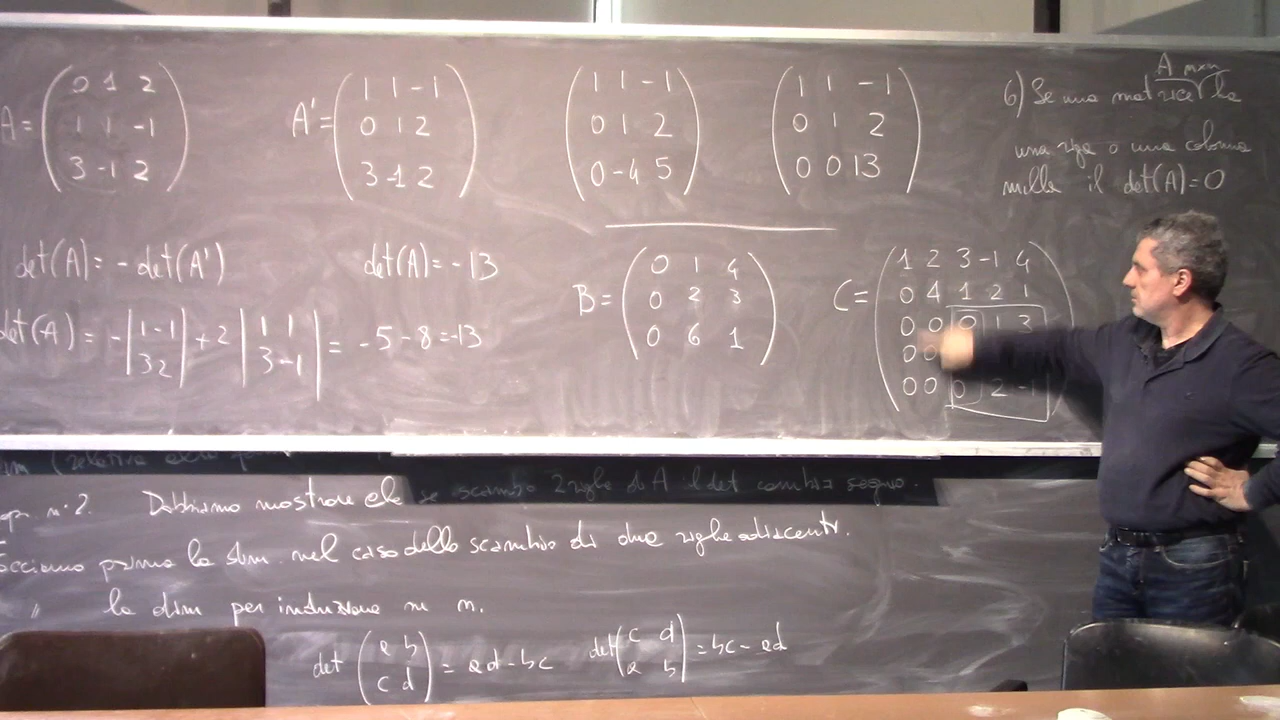 A = ( 0 1 2
1 1 -1
3 -1 2 )
A' = ( 1 1 -1
0 1 2
3 -1 2 )
( 1 1 -1
0 1 2
0 -4 5 )
( 1 1 -1
0 1 2
0 0 13 )
A
6) Se una matrice ha
una riga o una colonna
nulla il det(A)=0
det(A) = - det(A')
det(A) = -13
det(A) = - | 1 -1 | + 2 | 1 1 | = -5 -8 = -13
| 3 2 | | 3 -1 |
B = ( 0 1 4
0 2 3
0 6 1 )
C = ( 1 2 3 -1 4
0 4 1 2 1
0 0 0 1 3
0 0
0 0 0 2 -1 )
(relativa alla
n. 2. Dobbiamo mostrare che se scambio 2 righe di A il det cambia segno.
prima la dim. nel caso dello scambio di due righe adiacenti.
" la dim per induzione su n.
det ( a b
c d ) = ad - bc
det ( c d
a b ) = bc - ad